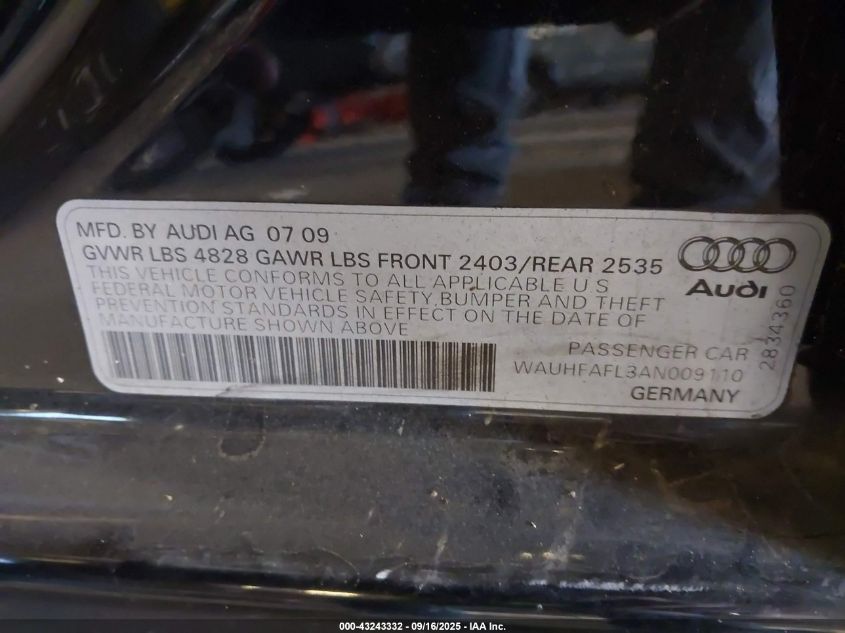 MFD. BY AUDI AG 07 09
GVWR LBS 4828 GAWR LBS FRONT 2403/REAR 2535
THIS VEHICLE CONFORMS TO ALL APPLICABLE U S
FEDERAL MOTOR VEHICLE SAFETY, BUMPER AND THEFT
PREVENTION STANDARDS IN EFFECT ON THE DATE OF
MANUFACTURE SHOWN ABOVE
Audi
2834360
PASSENGER CAR
WAUHFAFL3AN009110
GERMANY
000-43243332 - 09/16/2025 - IAA Inc.